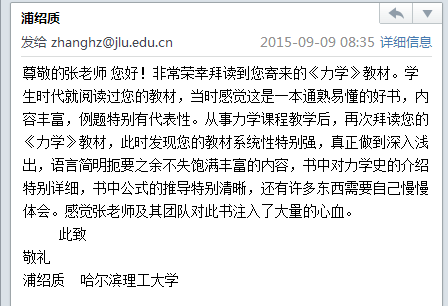 浦绍质
发给 zhanghz@jlu.edu.cn 2015-09-09 08:35 详细信息
尊敬的张老师 您好！非常荣幸拜读到您寄来的《力学》教材。学
生时代就阅读过您的教材，当时感觉这是一本通熟易懂的好书，内
容丰富，例题特别有代表性。从事力学课程教学后，再次拜读您的
《力学》教材，此时发现您的教材系统性特别强，真正做到深入浅
出，语言简明扼要之余不失饱满丰富的内容，书中对力学史的介绍
特别详细，书中公式的推导特别清晰，还有许多东西需要自己慢慢
体会。感觉张老师及其团队对此书注入了大量的心血。
此致
敬礼
浦绍质 哈尔滨理工大学